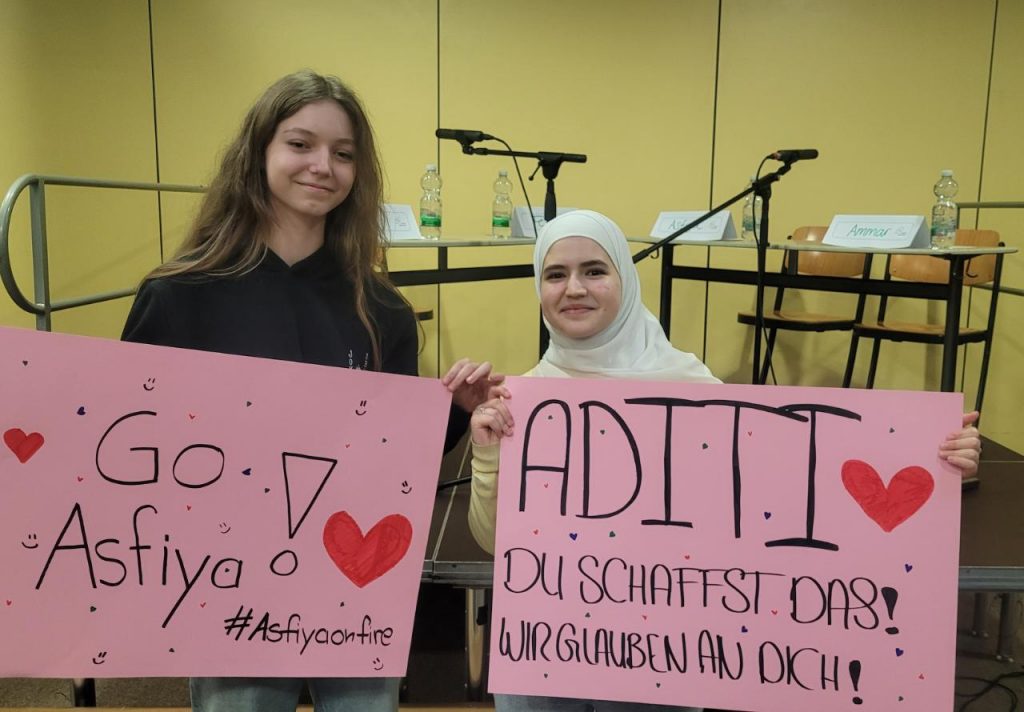 Go
Asfiya!
#Asfiyaonfire
ADITI
DU SCHAFFST DAS!
WIR GLAUBEN AN DICH!
Ammar